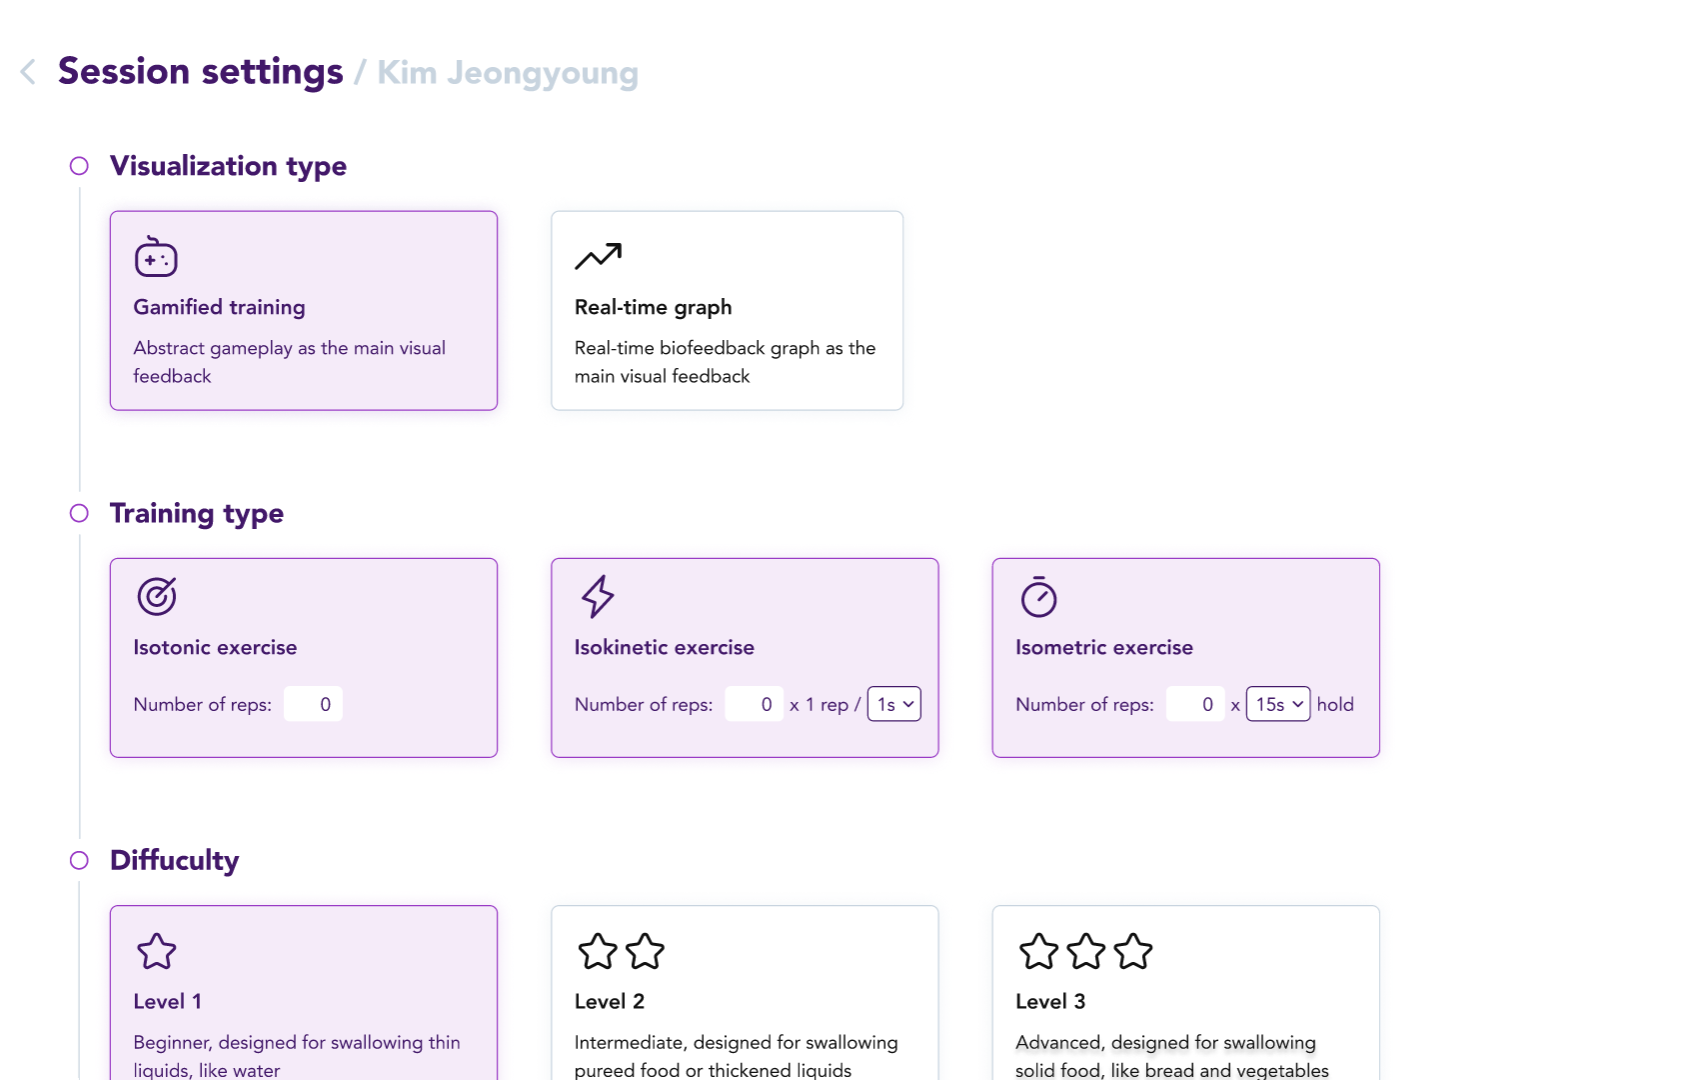 Session settings / Kim Jeongyoung
Visualization type
Gamified training
Abstract gameplay as the main visual
feedback
Real-time graph
Real-time biofeedback graph as the
main visual feedback
Training type
Isotonic exercise
Number of reps: 0
Isokinetic exercise
Number of reps: 0 x 1 rep / 1s
Isometric exercise
Number of reps: 0 x 15s hold
Diffuculty
Level 1
Beginner, designed for swallowing thin
liquids, like water
Level 2
Intermediate, designed for swallowing
pureed food or thickened liquids
Level 3
Advanced, designed for swallowing
solid food, like bread and vegetables